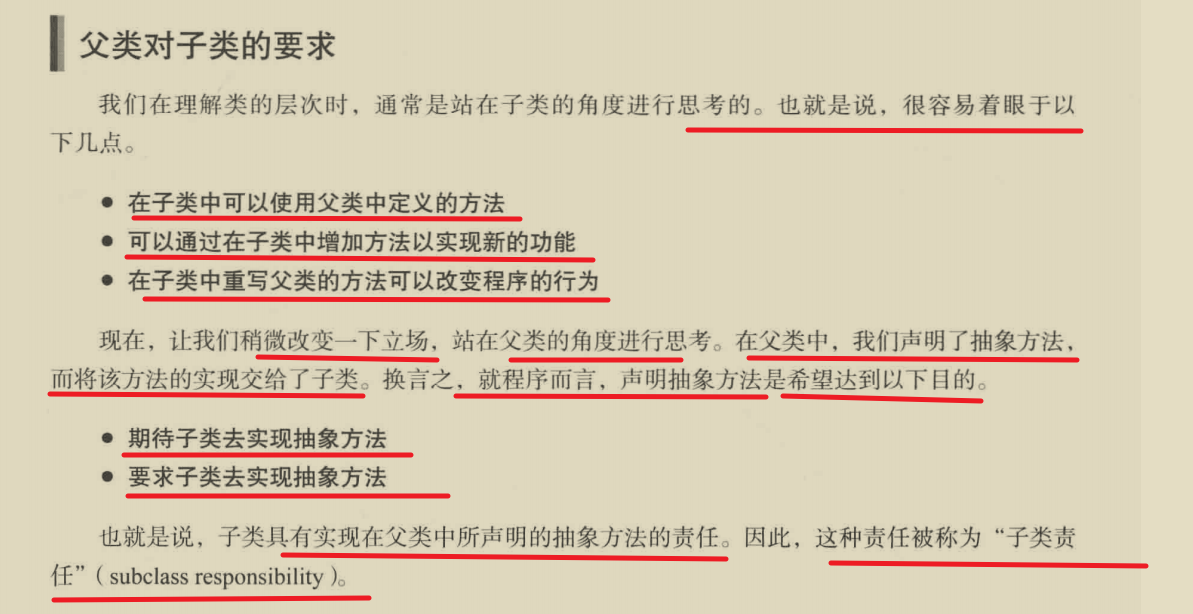 父类对子类的要求
我们在理解类的层次时，通常是站在子类的角度进行思考的。也就是说，很容易着眼于以
下几点。
● 在子类中可以使用父类中定义的方法
● 可以通过在子类中增加方法以实现新的功能
● 在子类中重写父类的方法可以改变程序的行为
现在，让我们稍微改变一下立场，站在父类的角度进行思考。在父类中，我们声明了抽象方法，
而将该方法的实现交给了子类。换言之，就程序而言，声明抽象方法是希望达到以下目的。
● 期待子类去实现抽象方法
● 要求子类去实现抽象方法
也就是说，子类具有实现在父类中所声明的抽象方法的责任。因此，这种责任被称为“子类责
任”（subclass responsibility）。